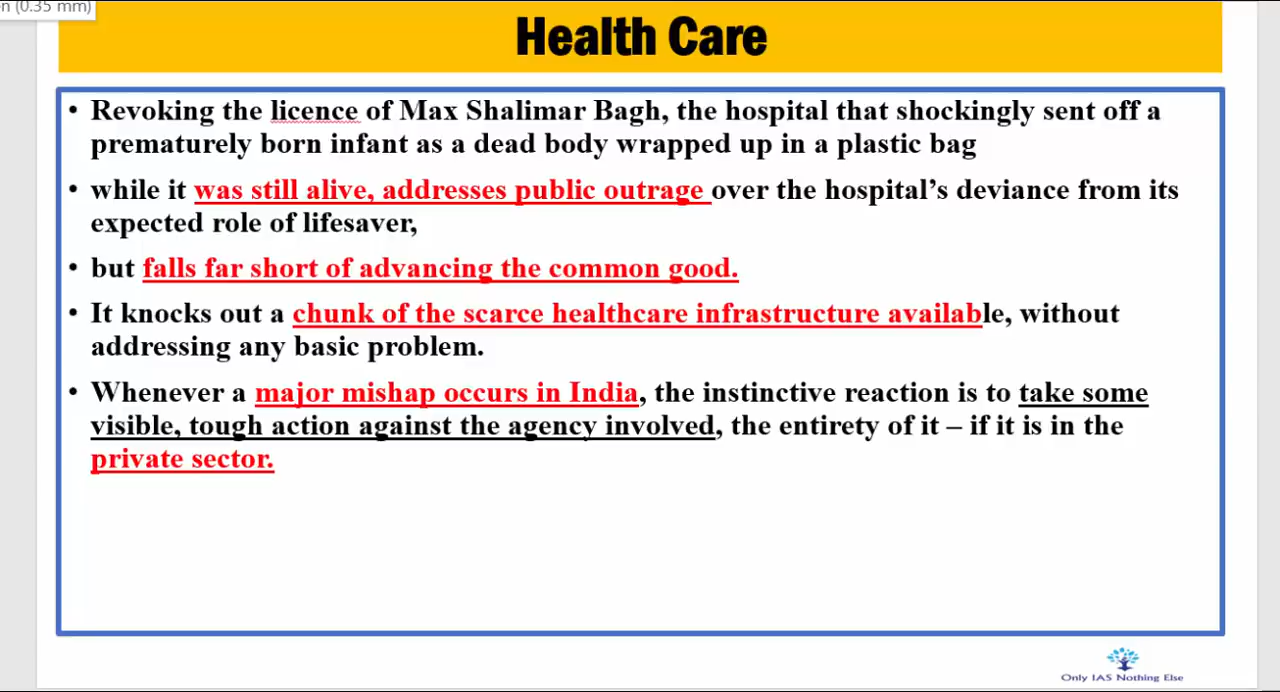 n (0.35 mm)
Health Care
• Revoking the licence of Max Shalimar Bagh, the hospital that shockingly sent off a
prematurely born infant as a dead body wrapped up in a plastic bag
• while it was still alive, addresses public outrage over the hospital’s deviance from its
expected role of lifesaver,
• but falls far short of advancing the common good.
• It knocks out a chunk of the scarce healthcare infrastructure available, without
addressing any basic problem.
• Whenever a major mishap occurs in India, the instinctive reaction is to take some
visible, tough action against the agency involved, the entirety of it – if it is in the
private sector.
Only IAS Nothing Else